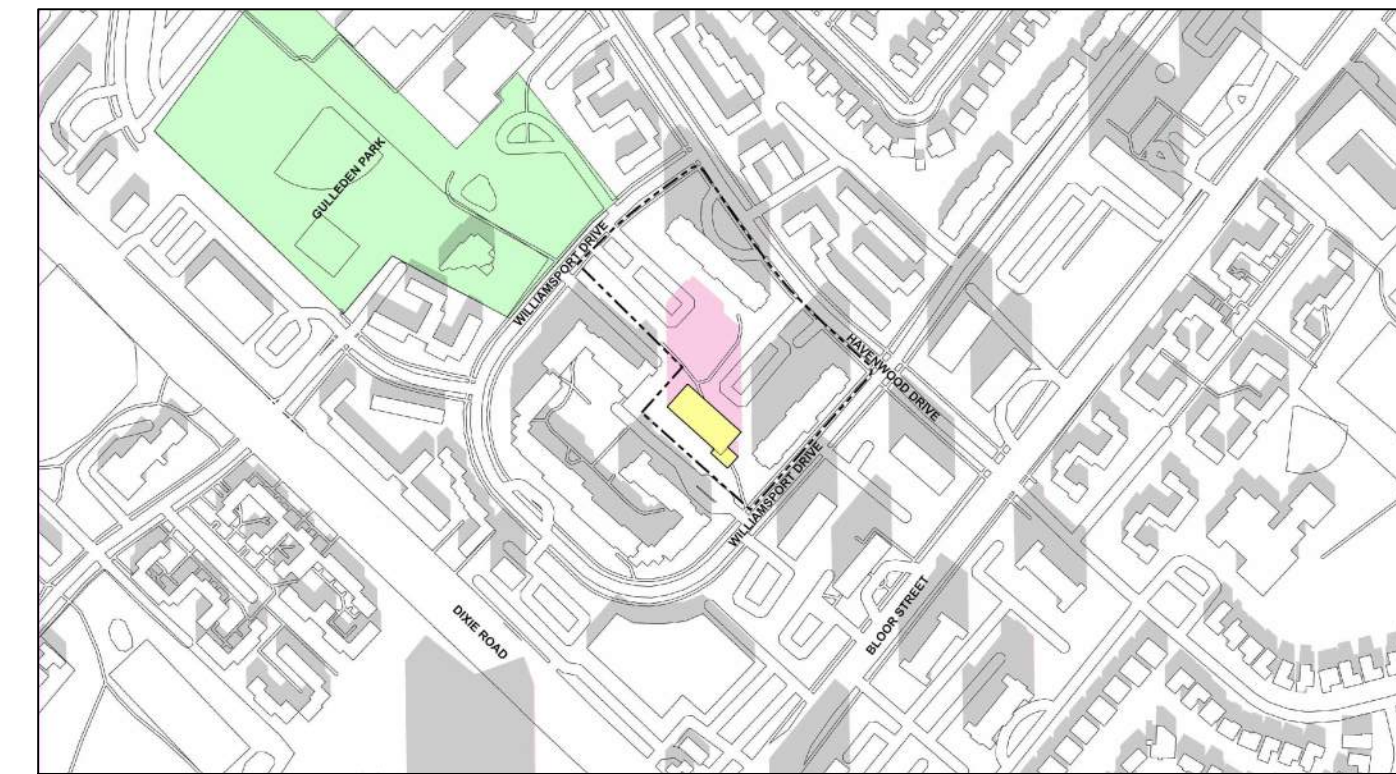 GULLEDEN PARK
WILLIAMSPORT DRIVE
HAVENWOOD DRIVE
WILLIAMSPORT DRIVE
BLOOR STREET
DIXIE ROAD